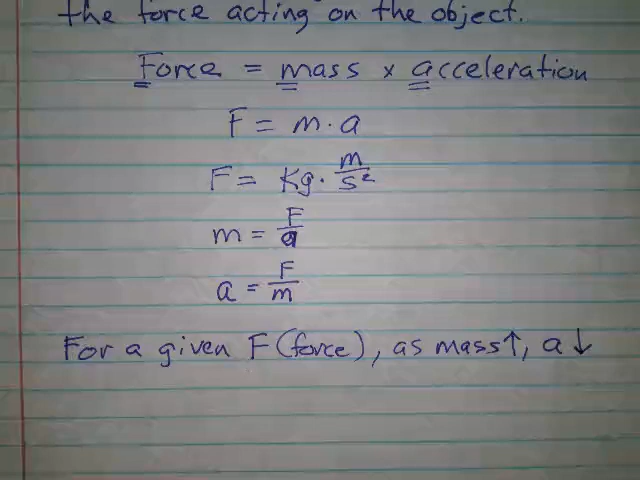 the force acting on the object.
Force = mass x acceleration
F = m · a
F = Kg · m/s²
m = F/a
a = F/m
For a given F (force), as mass↑, a↓